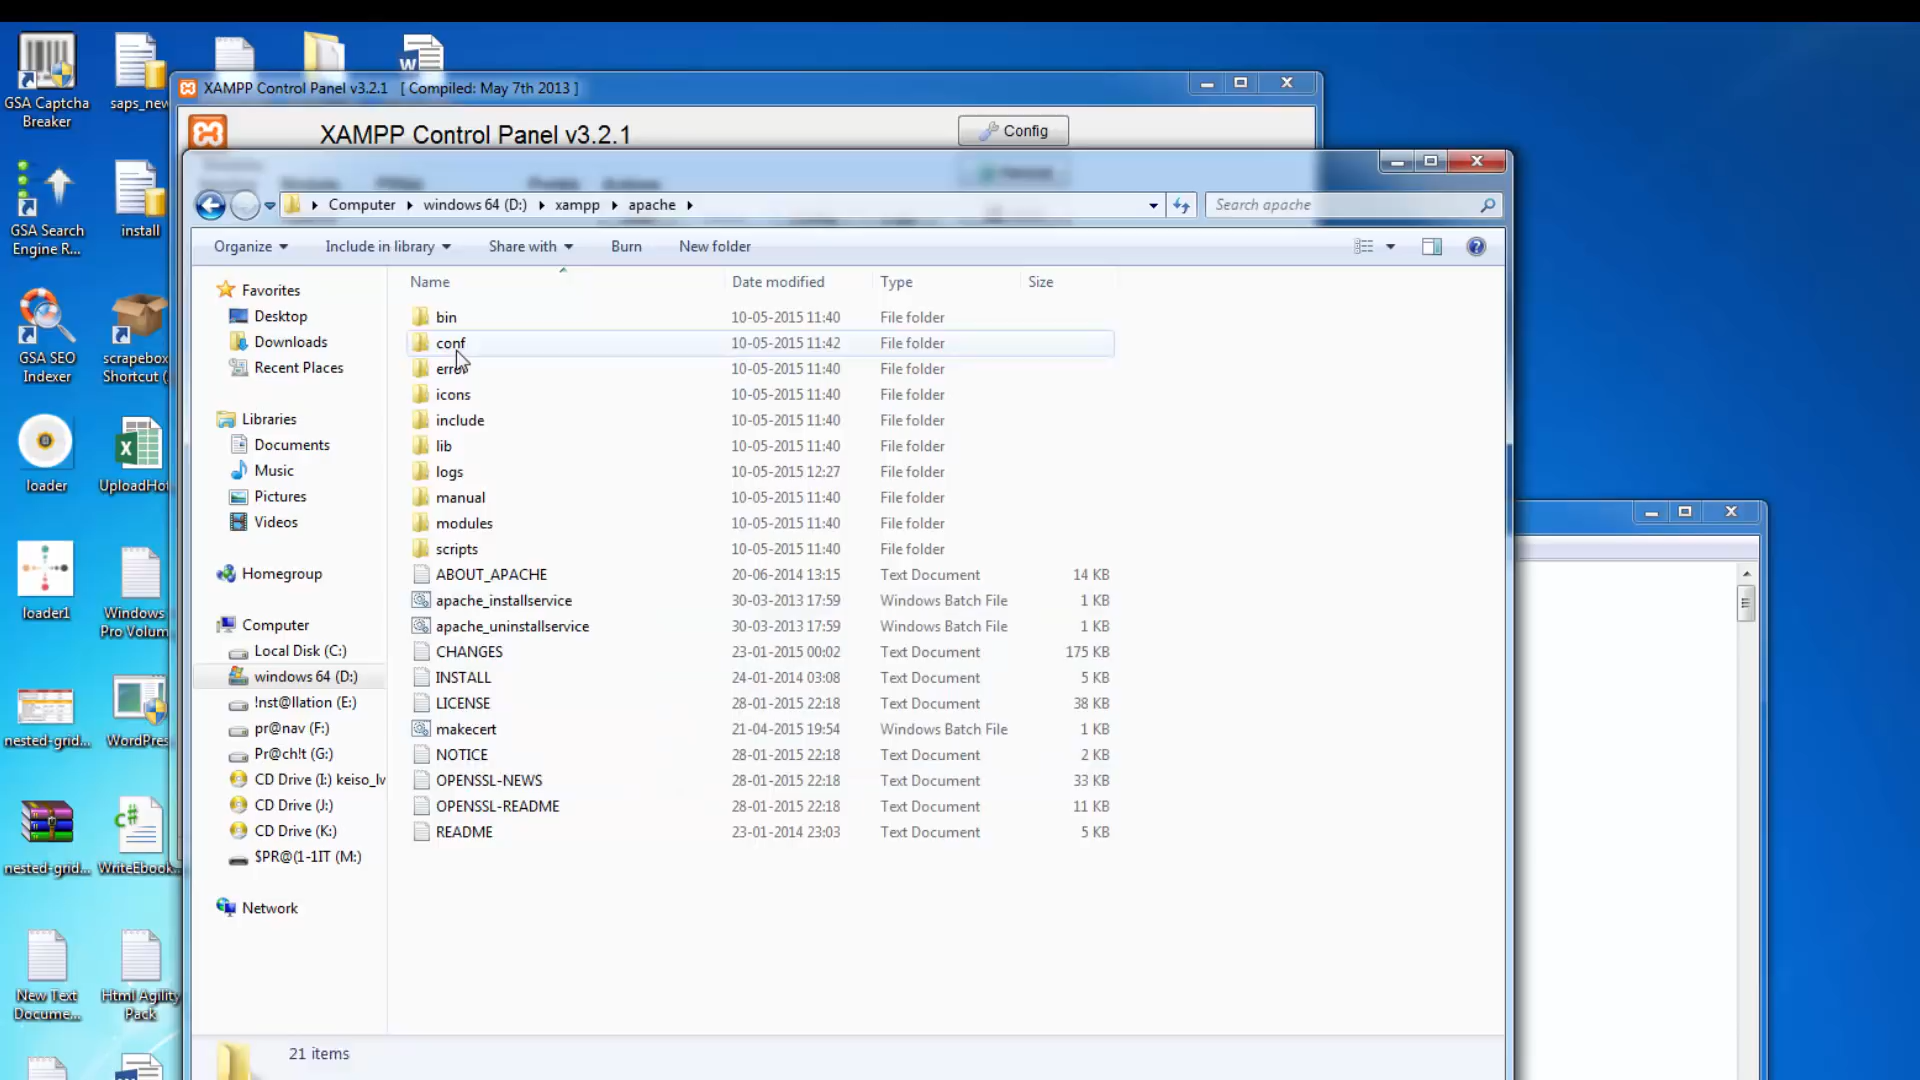 GSA Captcha
Breaker
saps_new
GSA Search
Engine R...
install
GSA SEO
Indexer
scrapebox
Shortcut (
loader
UploadHot
loader1
Windows
Pro Volum
nested-grid...
WordPres
nested-grid...
WriteEbook...
New Text
Docume...
Html Agility
Pack
XAMPP Control Panel v3.2.1 [ Compiled: May 7th 2013 ]
XAMPP Control Panel v3.2.1
Config
Computer
windows 64 (D:)
xampp
apache
Search apache
Organize
Include in library
Share with
Burn
New folder
Favorites
Desktop
Downloads
Recent Places
Libraries
Documents
Music
Pictures
Videos
Homegroup
Computer
Local Disk (C:)
windows 64 (D:)
!nst@llation (E:)
pr@nav (F:)
Pr@ch!t (G:)
CD Drive (I:) keiso_lv
CD Drive (J:)
CD Drive (K:)
$PR@(1-1IT (M:)
Network
Name Date modified Type Size
bin 10-05-2015 11:40 File folder
conf 10-05-2015 11:42 File folder
error 10-05-2015 11:40 File folder
icons 10-05-2015 11:40 File folder
include 10-05-2015 11:40 File folder
lib 10-05-2015 11:40 File folder
logs 10-05-2015 12:27 File folder
manual 10-05-2015 11:40 File folder
modules 10-05-2015 11:40 File folder
scripts 10-05-2015 11:40 File folder
ABOUT_APACHE 20-06-2014 13:15 Text Document 14 KB
apache_installservice 30-03-2013 17:59 Windows Batch File 1 KB
apache_uninstallservice 30-03-2013 17:59 Windows Batch File 1 KB
CHANGES 23-01-2015 00:02 Text Document 175 KB
INSTALL 24-01-2014 03:08 Text Document 5 KB
LICENSE 28-01-2015 22:18 Text Document 38 KB
makecert 21-04-2015 19:54 Windows Batch File 1 KB
NOTICE 28-01-2015 22:18 Text Document 2 KB
OPENSSL-NEWS 28-01-2015 22:18 Text Document 33 KB
OPENSSL-README 28-01-2015 22:18 Text Document 11 KB
README 23-01-2014 23:03 Text Document 5 KB
21 items